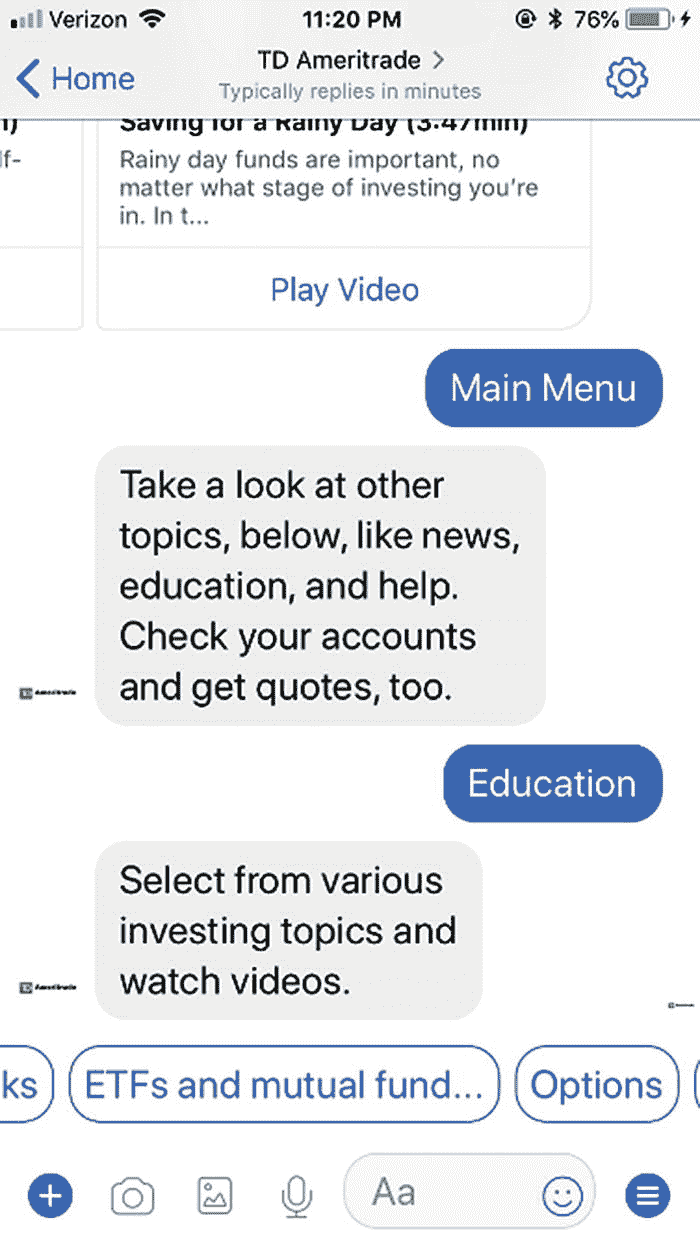 Verizon 11:20 PM 76%
Home
TD Ameritrade >
Typically replies in minutes
Saving for a Rainy Day (3:47min)
lf-
Rainy day funds are important, no
matter what stage of investing you're
in. In t...
Play Video
Main Menu
Take a look at other
topics, below, like news,
education, and help.
Check your accounts
and get quotes, too.
Ameritrade
Education
Select from various
investing topics and
watch videos.
Ameritrade
ks ETFs and mutual fund... Options
Aa